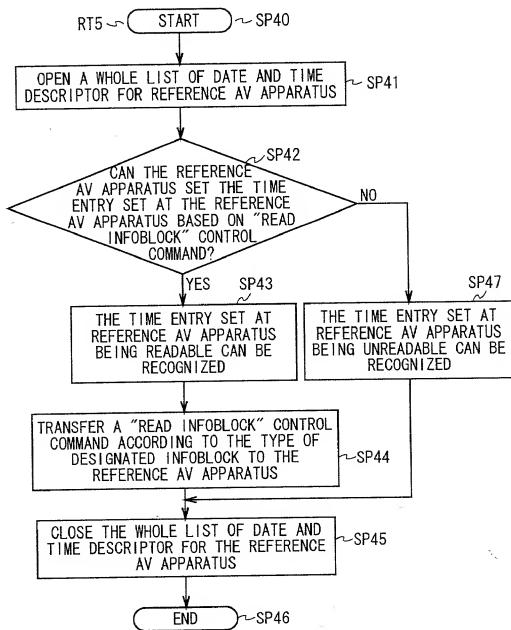 RT5
START
SP40
OPEN A WHOLE LIST OF DATE AND TIME
DESCRIPTOR FOR REFERENCE AV APPARATUS
SP41
SP42
CAN THE REFERENCE
AV APPARATUS SET THE TIME
ENTRY SET AT THE REFERENCE
AV APPARATUS BASED ON "READ
INFOBLOCK" CONTROL
COMMAND?
NO
YES
SP43
THE TIME ENTRY SET AT
REFERENCE AV APPARATUS
BEING READABLE CAN BE
RECOGNIZED
SP47
THE TIME ENTRY SET AT
REFERENCE AV APPARATUS
BEING UNREADABLE CAN BE
RECOGNIZED
TRANSFER A "READ INFOBLOCK" CONTROL
COMMAND ACCORDING TO THE TYPE OF
DESIGNATED INFOBLOCK TO THE
REFERENCE AV APPARATUS
SP44
CLOSE THE WHOLE LIST OF DATE AND
TIME DESCRIPTOR FOR THE REFERENCE
AV APPARATUS
SP45
END
SP46